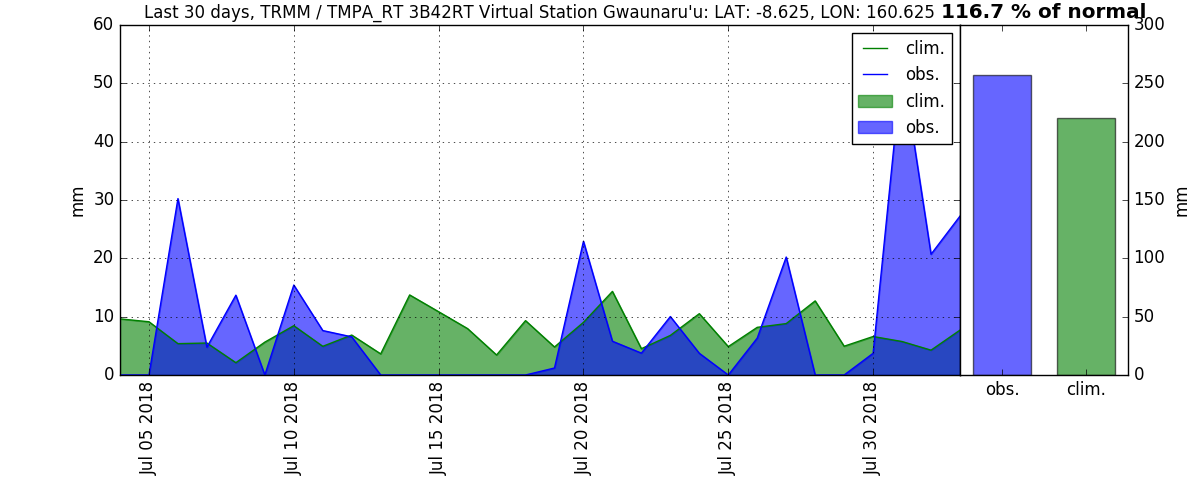 Last 30 days, TRMM / TMPA_RT 3B42RT Virtual Station Gwaunaru'u: LAT: -8.625, LON: 160.625 116.7 % of normal
clim.
obs.
clim.
obs.
60
50
40
30
20
10
0
mm
Jul 05 2018
Jul 10 2018
Jul 15 2018
Jul 20 2018
Jul 25 2018
Jul 30 2018
300
250
200
150
100
50
0
mm
obs.
clim.